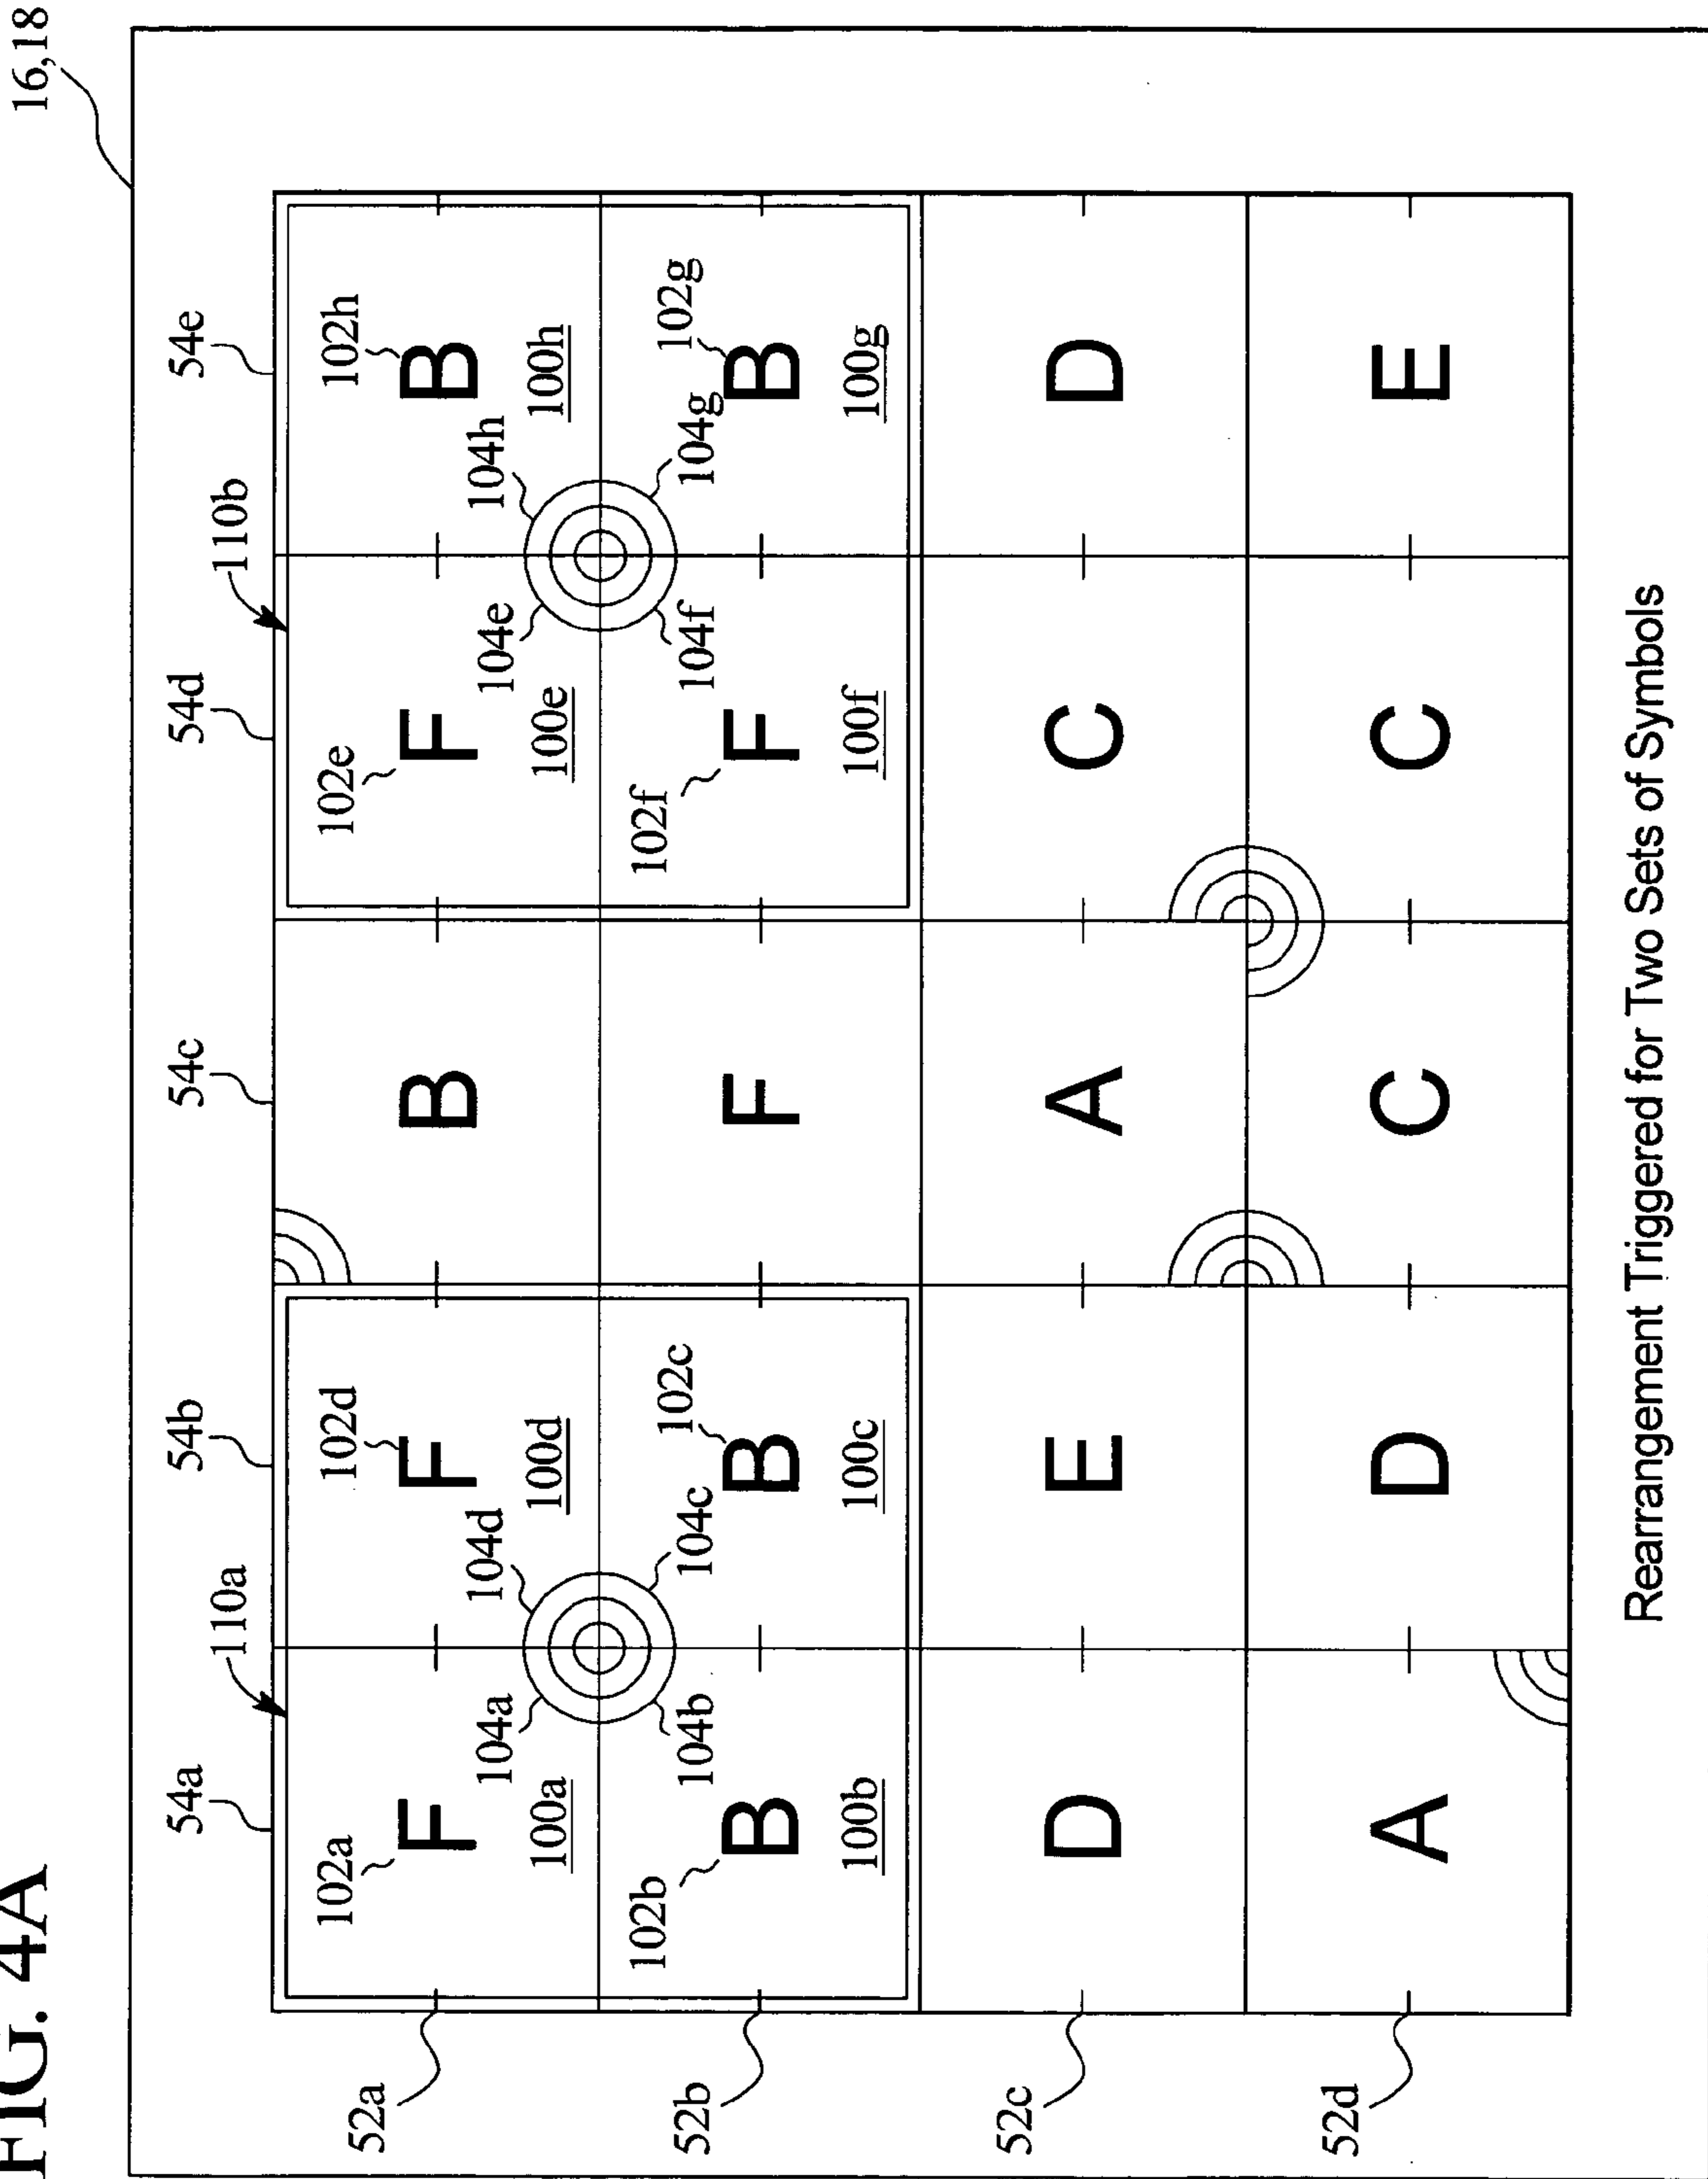 FIG. 4A
16,18
54a
110a
54b
54c
54d
110b
54e
102a
102d
102e
102h
52a
F
F
B
F
B
104a
104d
104e
104h
100a
100d
100e
100h
102b
104b
104c
102c
102f
104f
104g
102g
52b
B
B
F
F
B
100b
100c
100f
100g
52c
D
E
A
C
D
52d
A
D
C
C
E
Rearrangement Triggered for Two Sets of Symbols